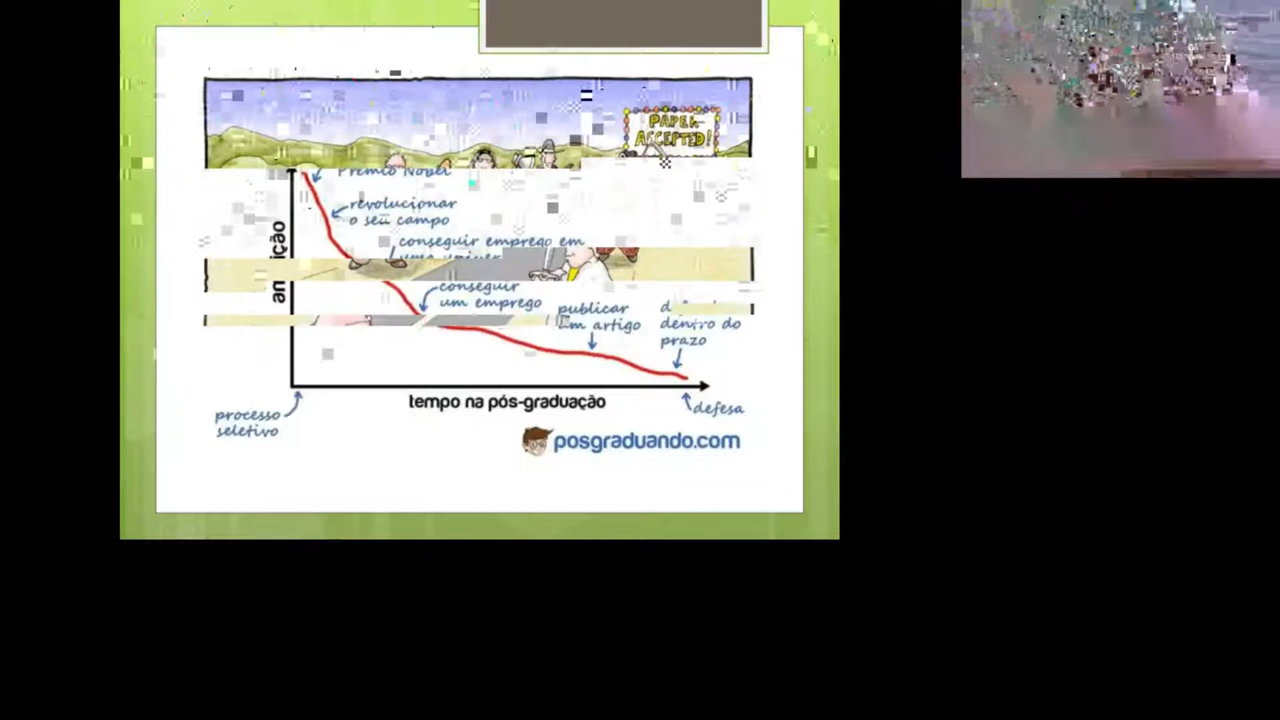 PAPER
ACCEPTED!
Prêmio Nobel
revolucionar
o seu campo
conseguir emprego em
conseguir
um emprego
publicar
um artigo
dentro do
prazo
tempo na pós-graduação
processo
seletivo
defesa
posgraduando.com